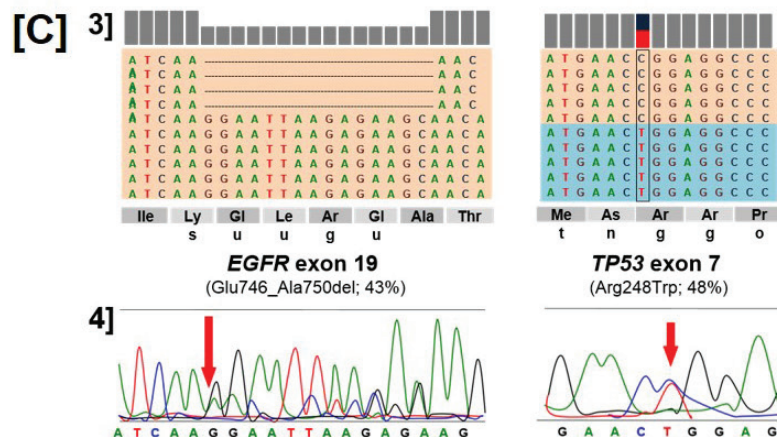 [C]
3]
A T C A A A A C
A T C A A A A C
A T C A A A A C
A T C A A A A C
A T C A A G G A A T T A A G A G A A G C A A C A
A T C A A G G A A T T A A G A G A A G C A A C A
A T C A A G G A A T T A A G A G A A G C A A C A
A T C A A G G A A T T A A G A G A A G C A A C A
A T C A A G G A A T T A A G A G A A G C A A C A
A T C A A G G A A T T A A G A G A A G C A A C A
Ile Ly Gl Le Ar Gl Ala Thr
s u u g u
EGFR exon 19
(Glu746_Ala750del; 43%)
A T G A A C C G G A G G C C C
A T G A A C C G G A G G C C C
A T G A A C C G G A G G C C C
A T G A A C C G G A G G C C C
A T G A A C C G G A G G C C C
A T G A A C T G G A G G C C C
A T G A A C T G G A G G C C C
A T G A A C T G G A G G C C C
A T G A A C T G G A G G C C C
A T G A A C T G G A G G C C C
Me As Ar Ar Pr
t n g g o
TP53 exon 7
(Arg248Trp; 48%)
4]
A T C A A G G A A T T A A G A G A A G
G A A C T G G A G